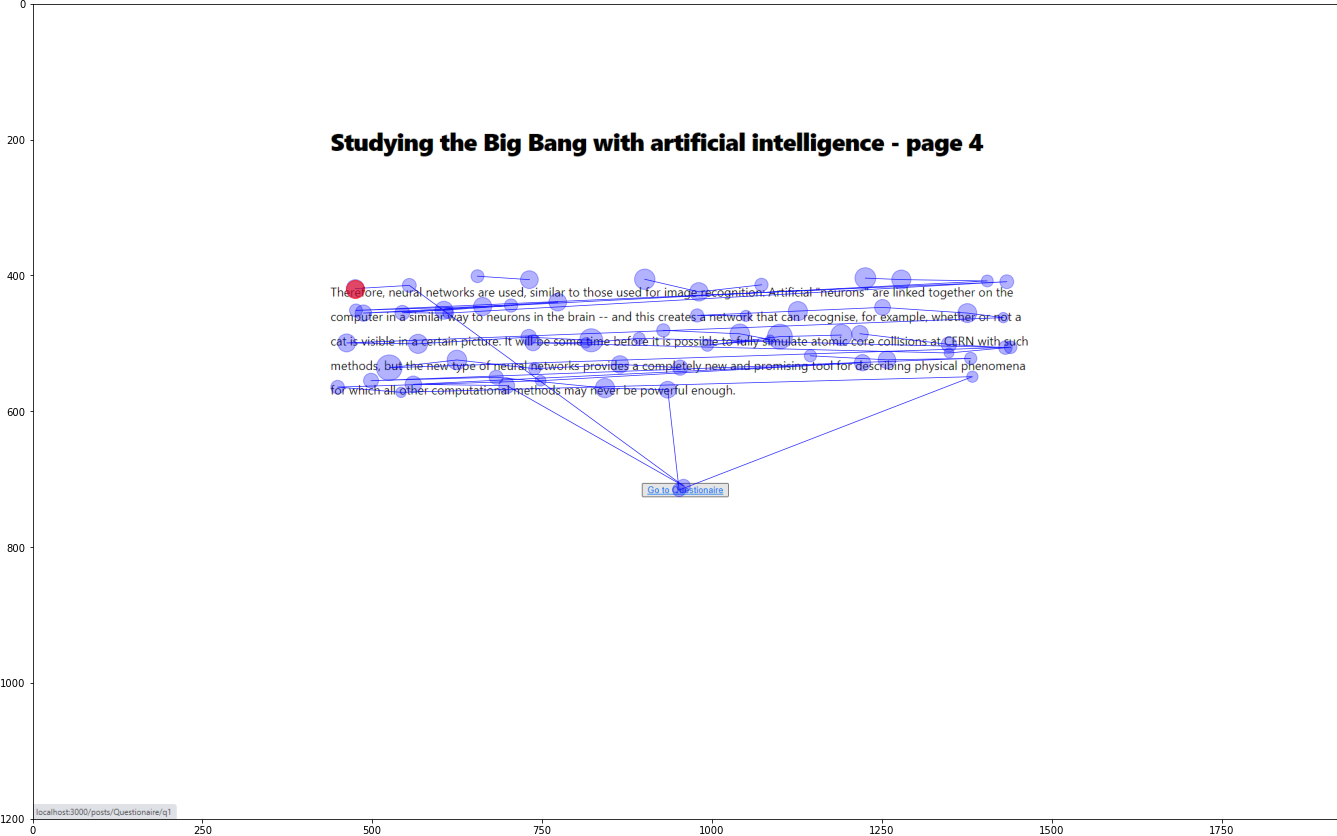 0
Studying the Big Bang with artificial intelligence - page 4
200
400
Therefore, neural networks are used, similar to those used for image recognition. Artificial "neurons" are linked together on the
computer in a similar way to neurons in the brain -- and this creates a network that can recognise, for example, whether or not a
cat is visible in a certain picture. It will be some time before it is possible to fully simulate atomic core collisions at CERN with such
methods, but the new type of neural networks provides a completely new and promising tool for describing physical phenomena
for which all other computational methods may never be powerful enough.
600
Go to Questionaire
800
1000
localhost:3000/posts/Questionaire/q1
1200
0 250 500 750 1000 1250 1500 1750